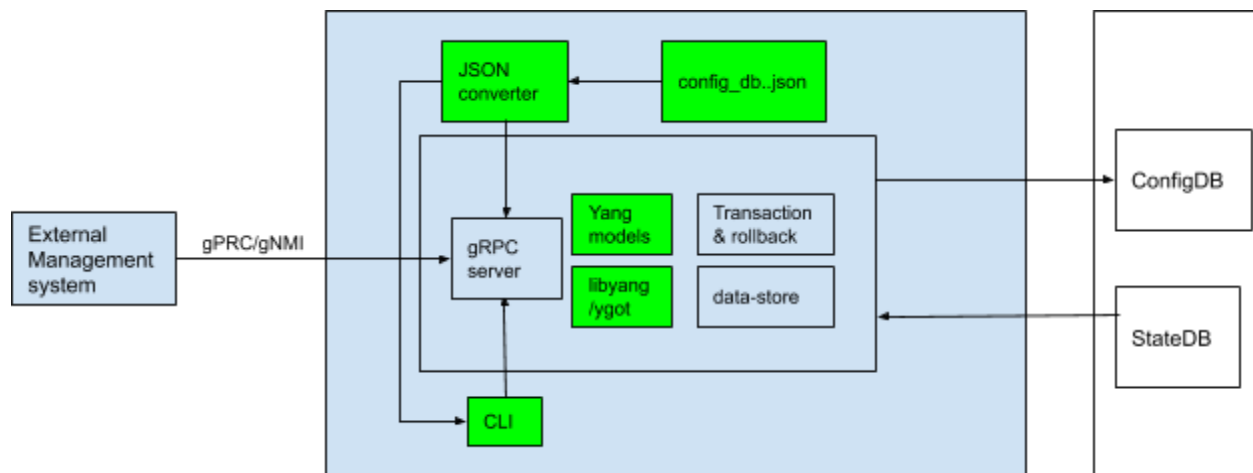 JSON
converter
config_db..json
ConfigDB
External
Management
system
gPRC/gNMI
gRPC
server
Yang
models
Transaction
& rollback
libyang
/ygot
data-store
StateDB
CLI